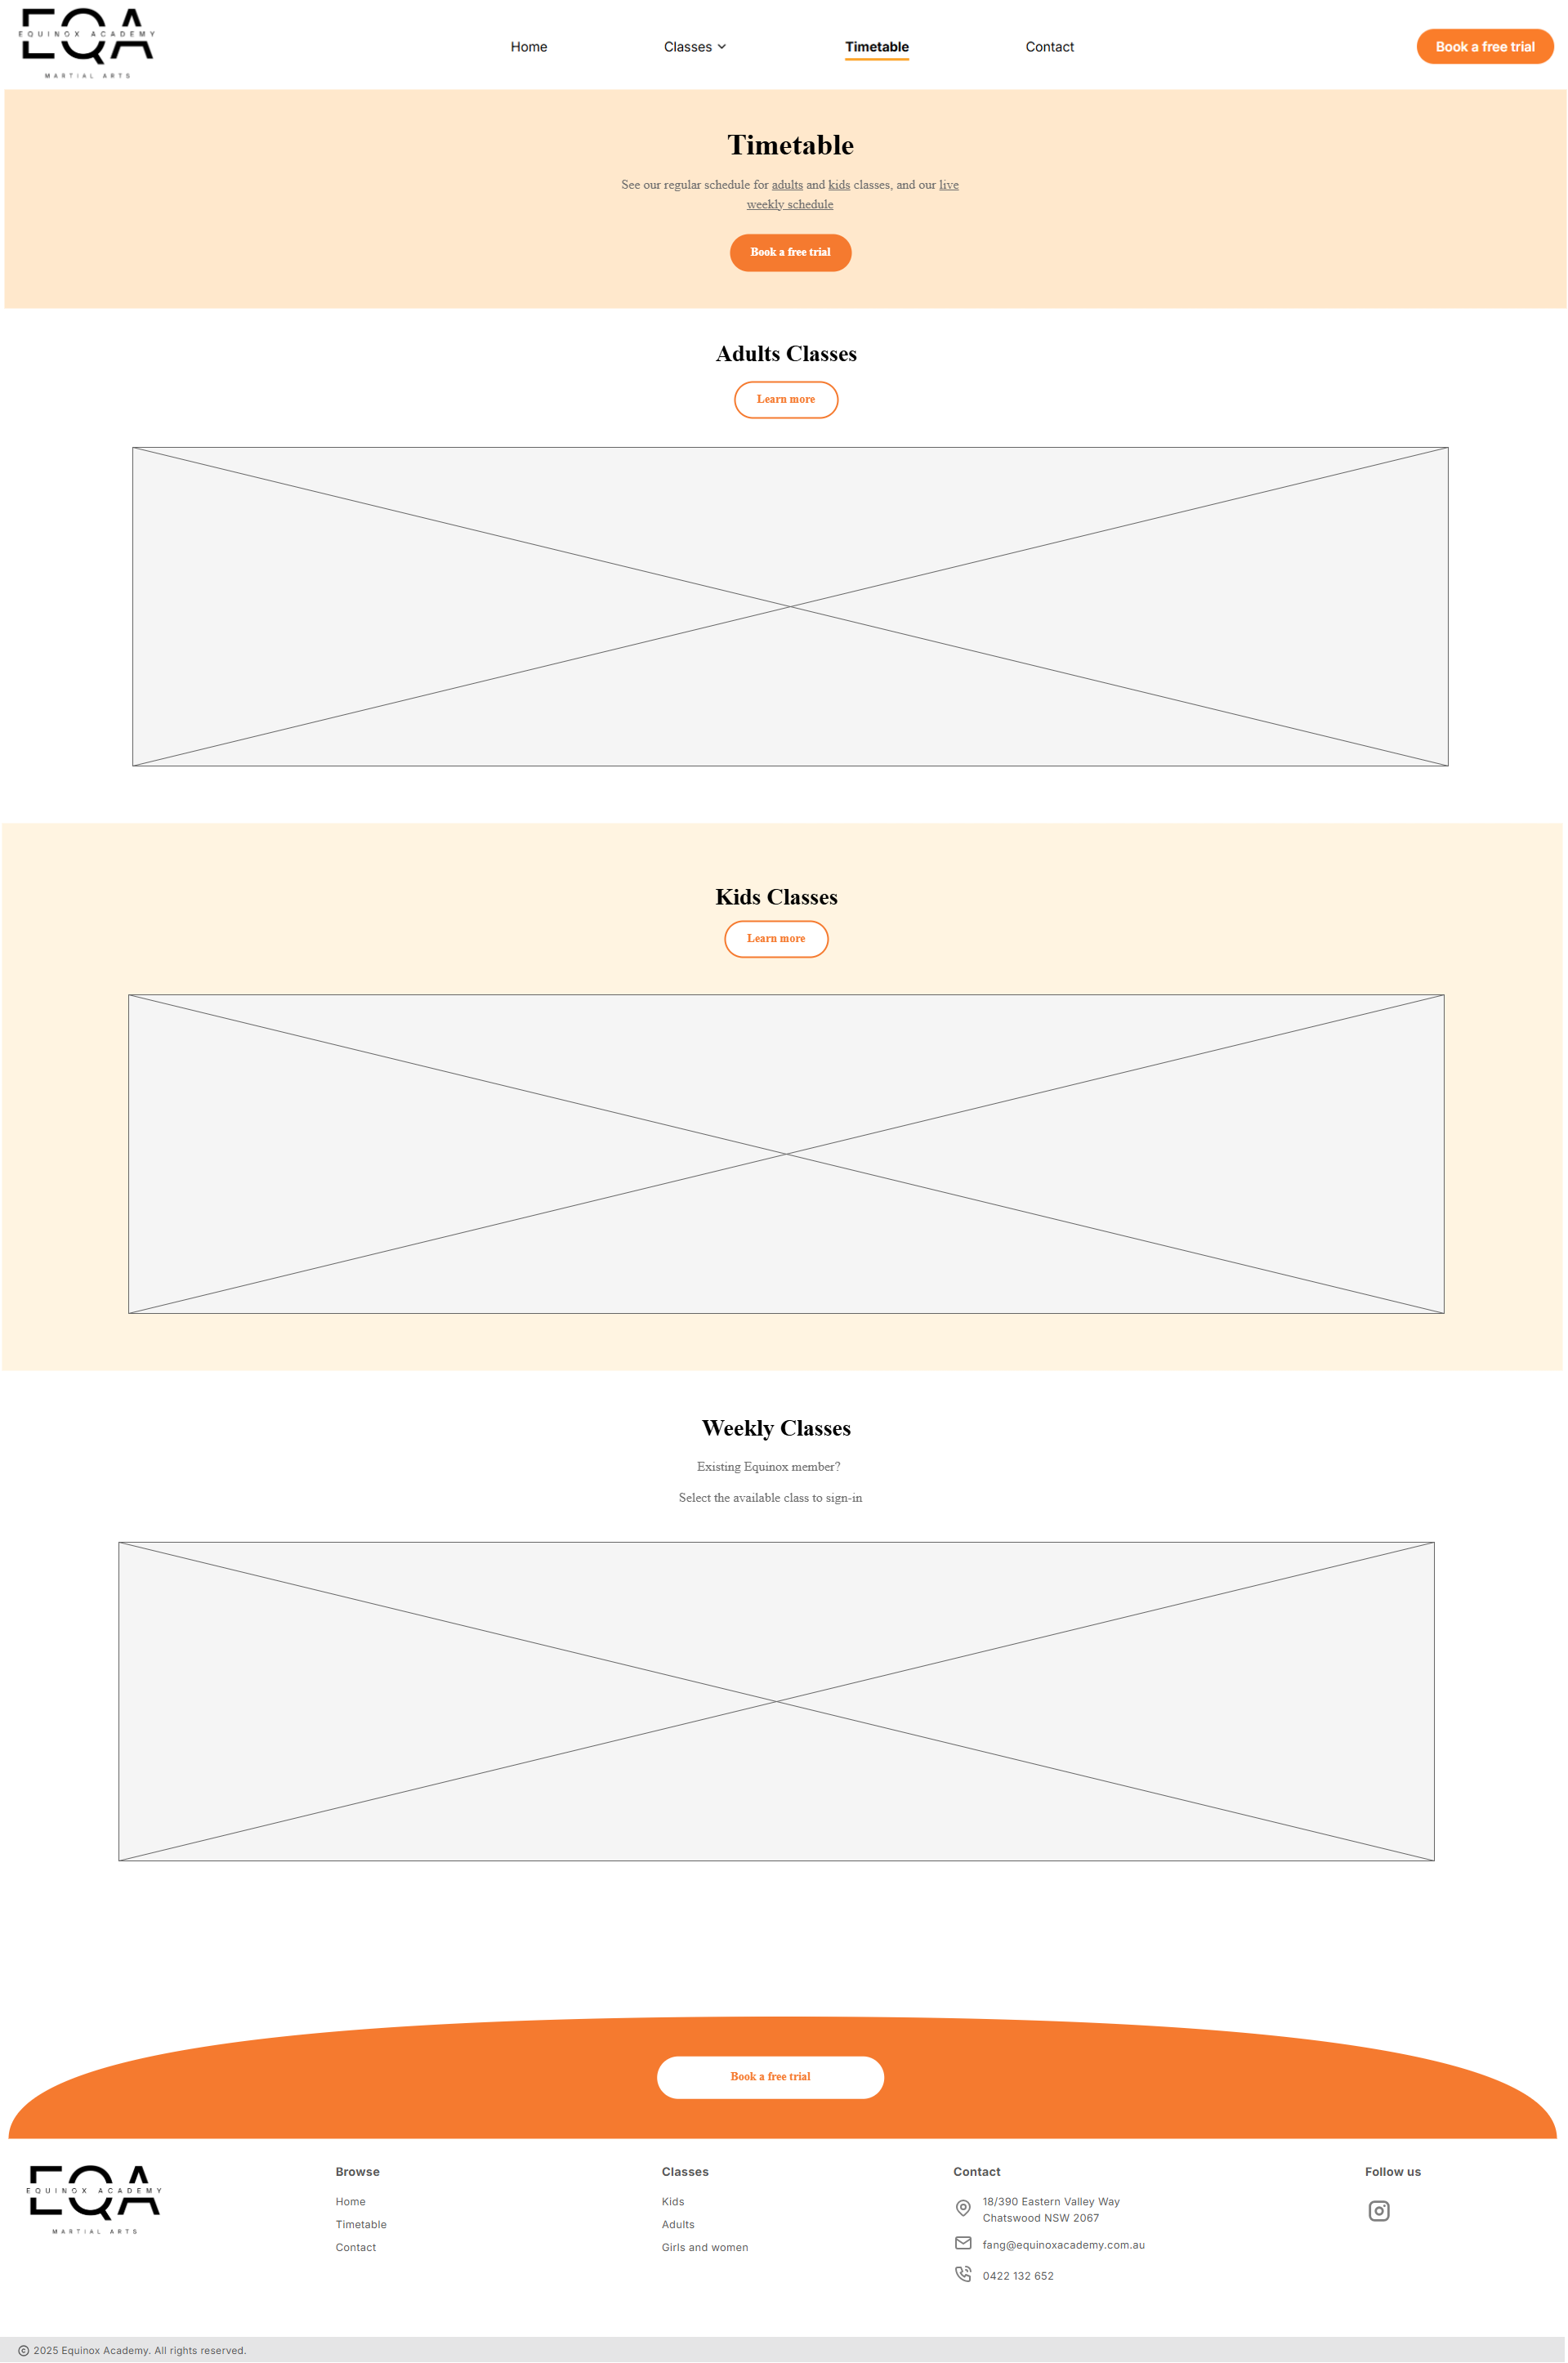 EQA
EQUINOX ACADEMY
MARTIAL ARTS
Home
Classes
Timetable
Contact
Book a free trial
Timetable
See our regular schedule for adults and kids classes, and our live
weekly schedule
Book a free trial
Adults Classes
Learn more
Kids Classes
Learn more
Weekly Classes
Existing Equinox member?
Select the available class to sign-in
Book a free trial
EQA
EQUINOX ACADEMY
MARTIAL ARTS
Browse
Home
Timetable
Contact
Classes
Kids
Adults
Girls and women
Contact
18/390 Eastern Valley Way
Chatswood NSW 2067
fang@equinoxacademy.com.au
0422 132 652
Follow us
© 2025 Equinox Academy. All rights reserved.